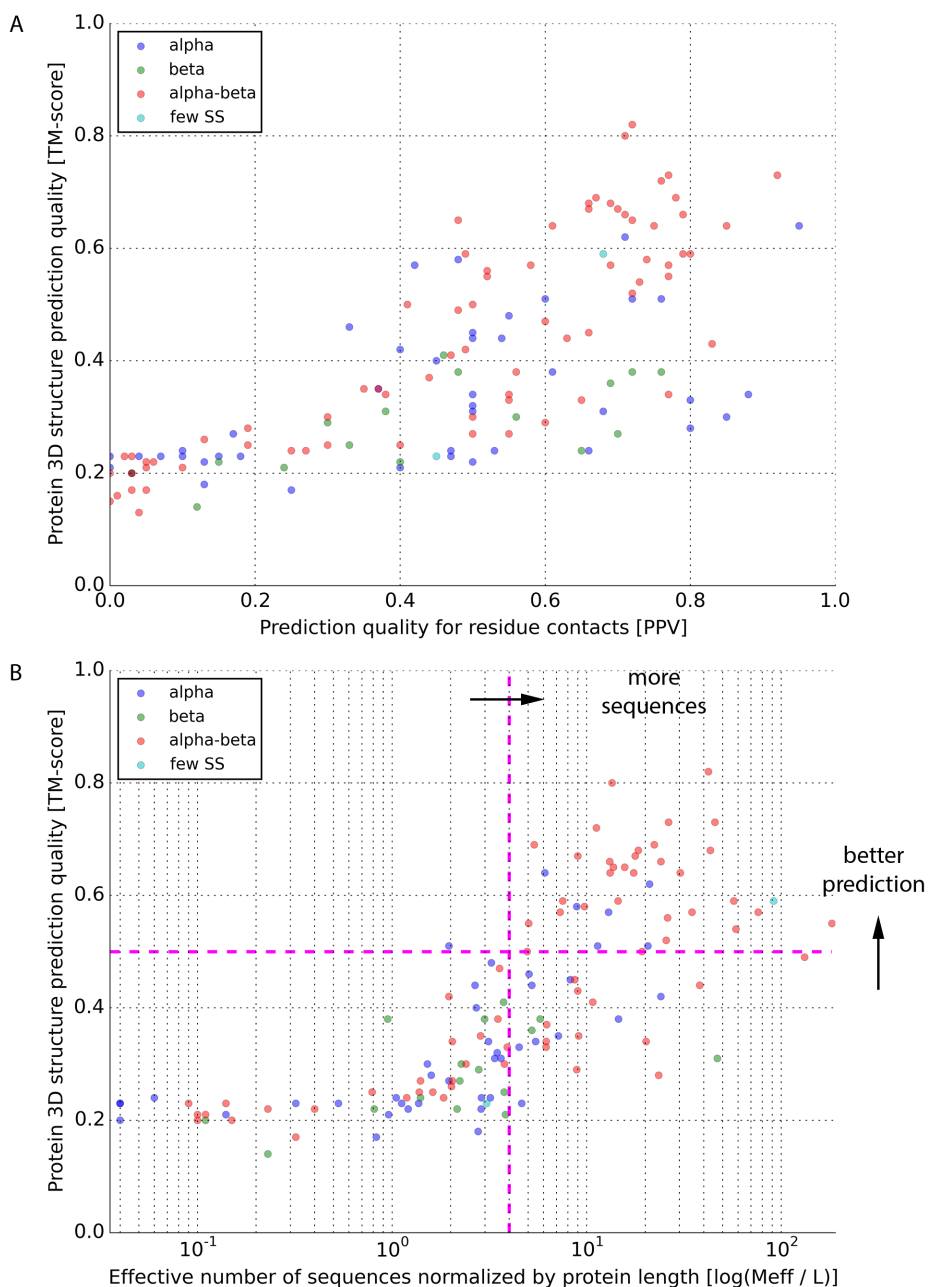 A
Protein 3D structure prediction quality [TM-score]
1.0
0.8
0.6
0.4
0.2
0.0
alpha
beta
alpha-beta
few SS
0.0 0.2 0.4 0.6 0.8 1.0
Prediction quality for residue contacts [PPV]
B
Protein 3D structure prediction quality [TM-score]
1.0
0.8
0.6
0.4
0.2
0.0
alpha
beta
alpha-beta
few SS
more
sequences
better
prediction
10⁻¹ 10⁰ 10¹ 10²
Effective number of sequences normalized by protein length [log(Meff / L)]